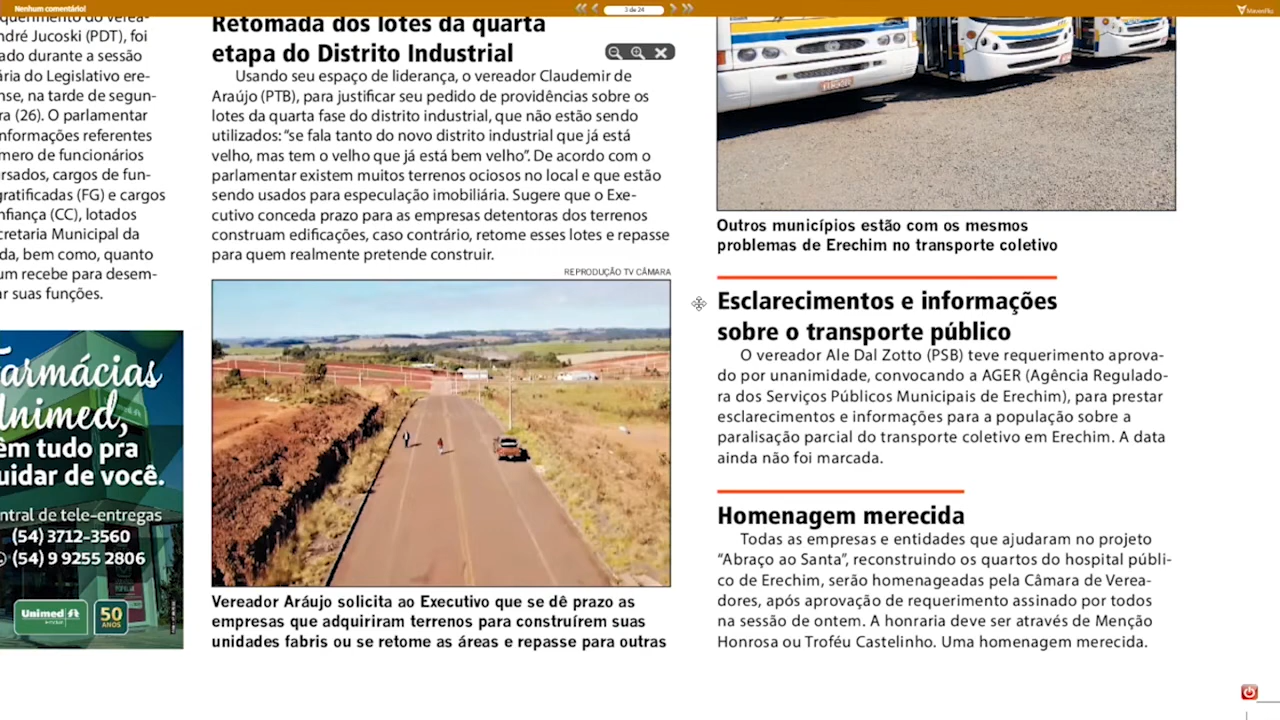 Nenhum comentário!
3 de 24
MavenFlip
querimento do verea-
ndré Jucoski (PDT), foi
ado durante a sessão
ária do Legislativo ere-
nse, na tarde de segun-
ra (26). O parlamentar
nformações referentes
mero de funcionários
rsados, cargos de fun-
gratificadas (FG) e cargos
nfiança (CC), lotados
cretaria Municipal da
da, bem como, quanto
um recebe para desem-
ar suas funções.
Farmácias
Unimed,
êm tudo pra
uidar de você.
ntral de tele-entregas
(54) 3712-3560
(54) 9 9255 2806
Unimed
50
ANOS
Retomada dos lotes da quarta
etapa do Distrito Industrial
Usando seu espaço de liderança, o vereador Claudemir de
Araújo (PTB), para justificar seu pedido de providências sobre os
lotes da quarta fase do distrito industrial, que não estão sendo
utilizados: “se fala tanto do novo distrito industrial que já está
velho, mas tem o velho que já está bem velho”. De acordo com o
parlamentar existem muitos terrenos ociosos no local e que estão
sendo usados para especulação imobiliária. Sugere que o Exe-
cutivo conceda prazo para as empresas detentoras dos terrenos
construam edificações, caso contrário, retome esses lotes e repasse
para quem realmente pretende construir.
REPRODUÇÃO TV CÂMARA
Vereador Aráujo solicita ao Executivo que se dê prazo as
empresas que adquiriram terrenos para construírem suas
unidades fabris ou se retome as áreas e repasse para outras
Outros municípios estão com os mesmos
problemas de Erechim no transporte coletivo
Esclarecimentos e informações
sobre o transporte público
O vereador Ale Dal Zotto (PSB) teve requerimento aprova-
do por unanimidade, convocando a AGER (Agência Regulado-
ra dos Serviços Públicos Municipais de Erechim), para prestar
esclarecimentos e informações para a população sobre a
paralisação parcial do transporte coletivo em Erechim. A data
ainda não foi marcada.
Homenagem merecida
Todas as empresas e entidades que ajudaram no projeto
“Abraço ao Santa”, reconstruindo os quartos do hospital públi-
co de Erechim, serão homenageadas pela Câmara de Verea-
dores, após aprovação de requerimento assinado por todos
na sessão de ontem. A honraria deve ser através de Menção
Honrosa ou Troféu Castelinho. Uma homenagem merecida.